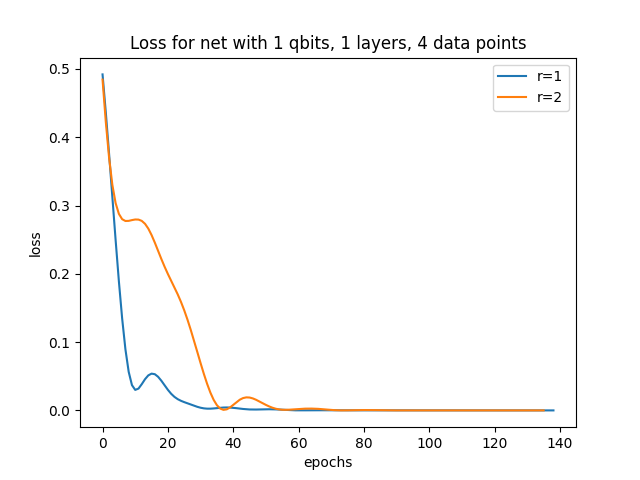 Loss for net with 1 qbits, 1 layers, 4 data points
r=1
r=2
loss
0.5
0.4
0.3
0.2
0.1
0.0
0 20 40 60 80 100 120 140
epochs